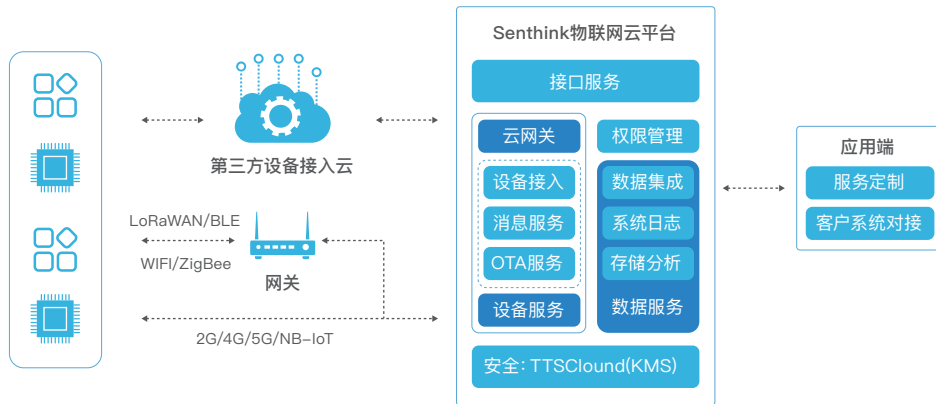 第三方设备接入云
LoRaWAN/BLE
WIFI/ZigBee
网关
2G/4G/5G/NB-IoT
Senthink物联网云平台
接口服务
云网关
设备接入
消息服务
OTA服务
设备服务
权限管理
数据集成
系统日志
存储分析
数据服务
安全: TTSClound(KMS)
应用端
服务定制
客户系统对接